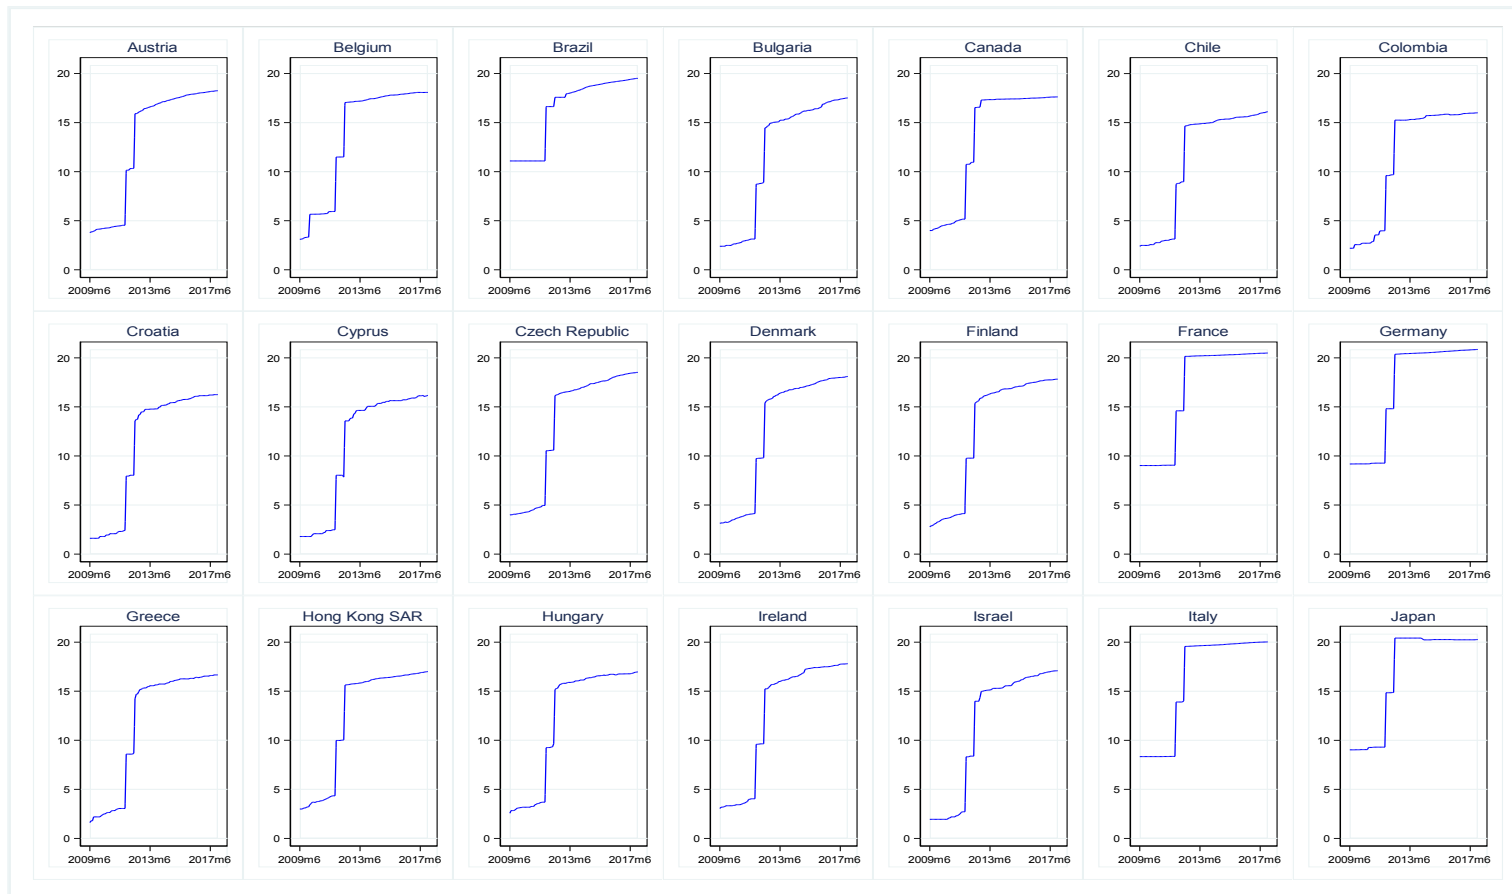 Austria Belgium Brazil Bulgaria Canada Chile Colombia
20 20 20 20 20 20 20
15 15 15 15 15 15 15
10 10 10 10 10 10 10
5 5 5 5 5 5 5
0 0 0 0 0 0 0
2009m6 2013m6 2017m6 2009m6 2013m6 2017m6 2009m6 2013m6 2017m6 2009m6 2013m6 2017m6 2009m6 2013m6 2017m6 2009m6 2013m6 2017m6 2009m6 2013m6 2017m6
Croatia Cyprus Czech Republic Denmark Finland France Germany
20 20 20 20 20 20 20
15 15 15 15 15 15 15
10 10 10 10 10 10 10
5 5 5 5 5 5 5
0 0 0 0 0 0 0
2009m6 2013m6 2017m6 2009m6 2013m6 2017m6 2009m6 2013m6 2017m6 2009m6 2013m6 2017m6 2009m6 2013m6 2017m6 2009m6 2013m6 2017m6 2009m6 2013m6 2017m6
Greece Hong Kong SAR Hungary Ireland Israel Italy Japan
20 20 20 20 20 20 20
15 15 15 15 15 15 15
10 10 10 10 10 10 10
5 5 5 5 5 5 5
0 0 0 0 0 0 0
2009m6 2013m6 2017m6 2009m6 2013m6 2017m6 2009m6 2013m6 2017m6 2009m6 2013m6 2017m6 2009m6 2013m6 2017m6 2009m6 2013m6 2017m6 2009m6 2013m6 2017m6